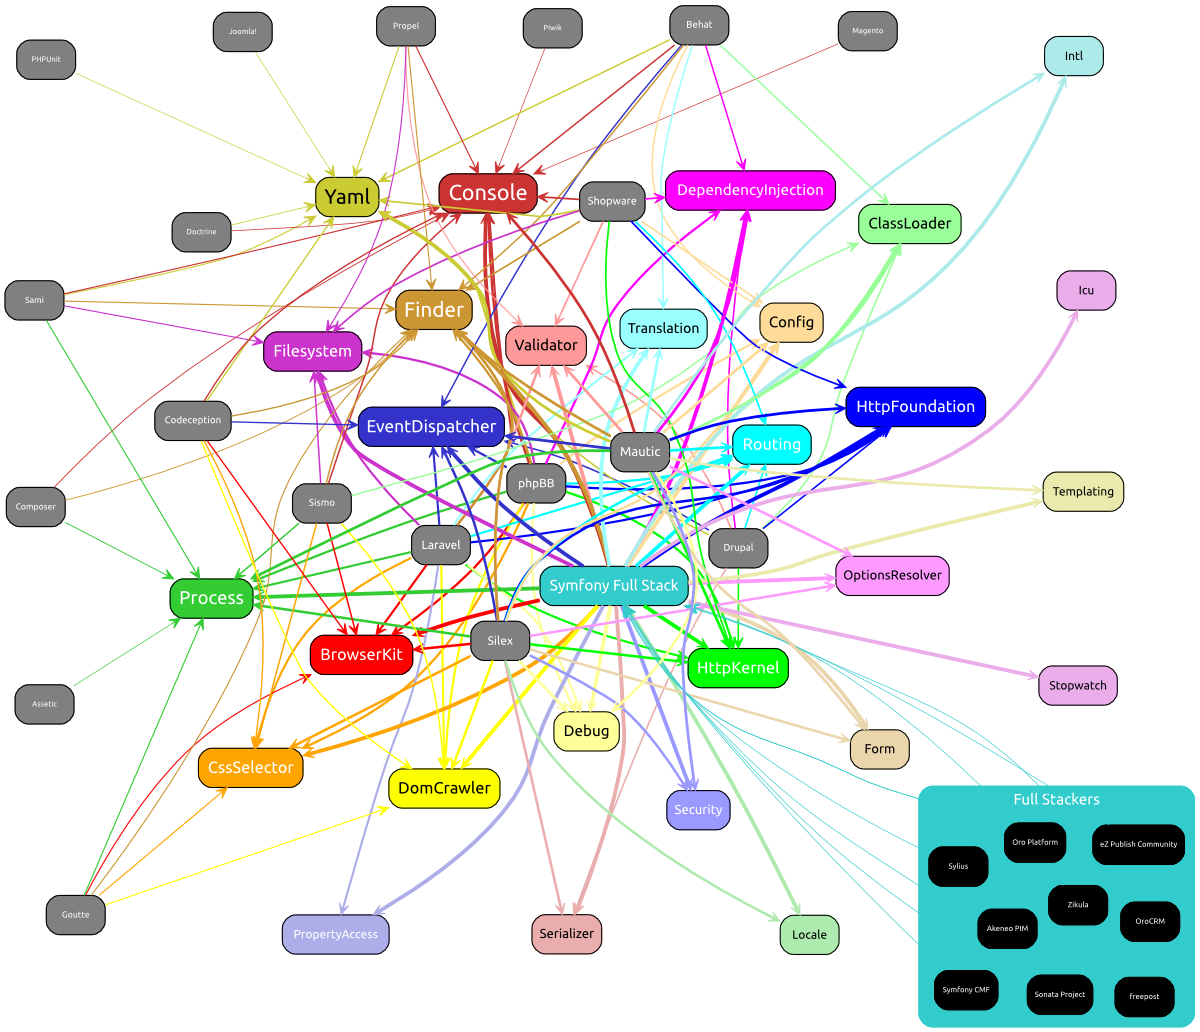 Propel
Behat
Piwik
Joomla!
Magento
PHPUnit
Intl
DependencyInjection
Console
Yaml
Shopware
ClassLoader
Doctrine
Icu
Sami
Finder
Config
Translation
Validator
Filesystem
HttpFoundation
Codeception
EventDispatcher
Routing
Mautic
phpBB
Templating
Sismo
Composer
Laravel
Drupal
OptionsResolver
Symfony Full Stack
Process
Silex
BrowserKit
HttpKernel
Stopwatch
Assetic
Debug
Form
CssSelector
DomCrawler
Full Stackers
Security
Oro Platform
eZ Publish Community
Sylius
Zikula
Goutte
OroCRM
Akeneo PIM
PropertyAccess
Serializer
Locale
Symfony CMF
Sonata Project
freepost